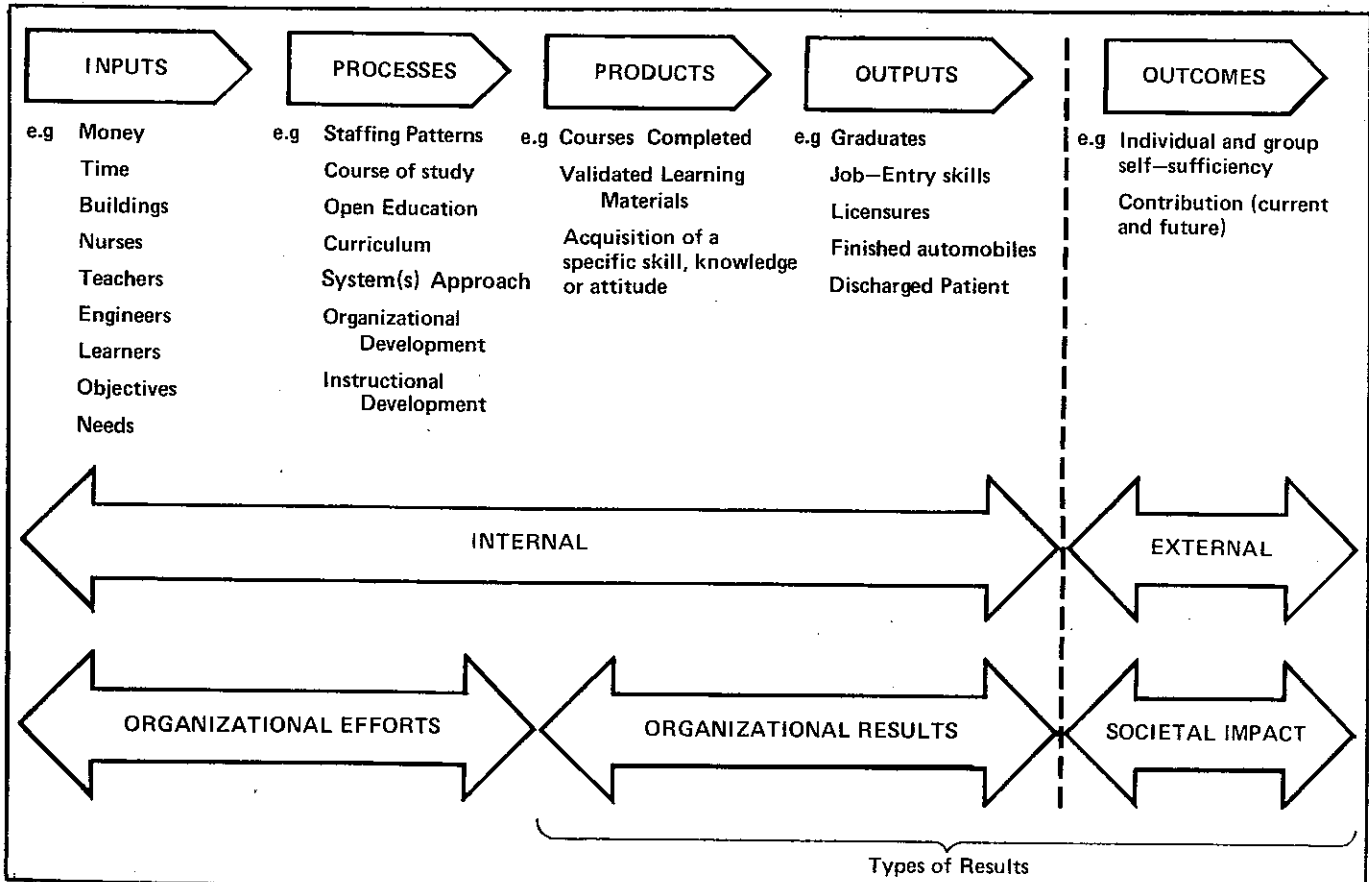 INPUTS
PROCESSES
PRODUCTS
OUTPUTS
OUTCOMES
e.g Money
Time
Buildings
Nurses
Teachers
Engineers
Learners
Objectives
Needs
e.g Staffing Patterns
Course of study
Open Education
Curriculum
System(s) Approach
Organizational
Development
Instructional
Development
e.g Courses Completed
Validated Learning
Materials
Acquisition of a
specific skill, knowledge
or attitude
e.g Graduates
Job—Entry skills
Licensures
Finished automobiles
Discharged Patient
e.g Individual and group
self—sufficiency
Contribution (current
and future)
INTERNAL
EXTERNAL
ORGANIZATIONAL EFFORTS
ORGANIZATIONAL RESULTS
SOCIETAL IMPACT
Types of Results